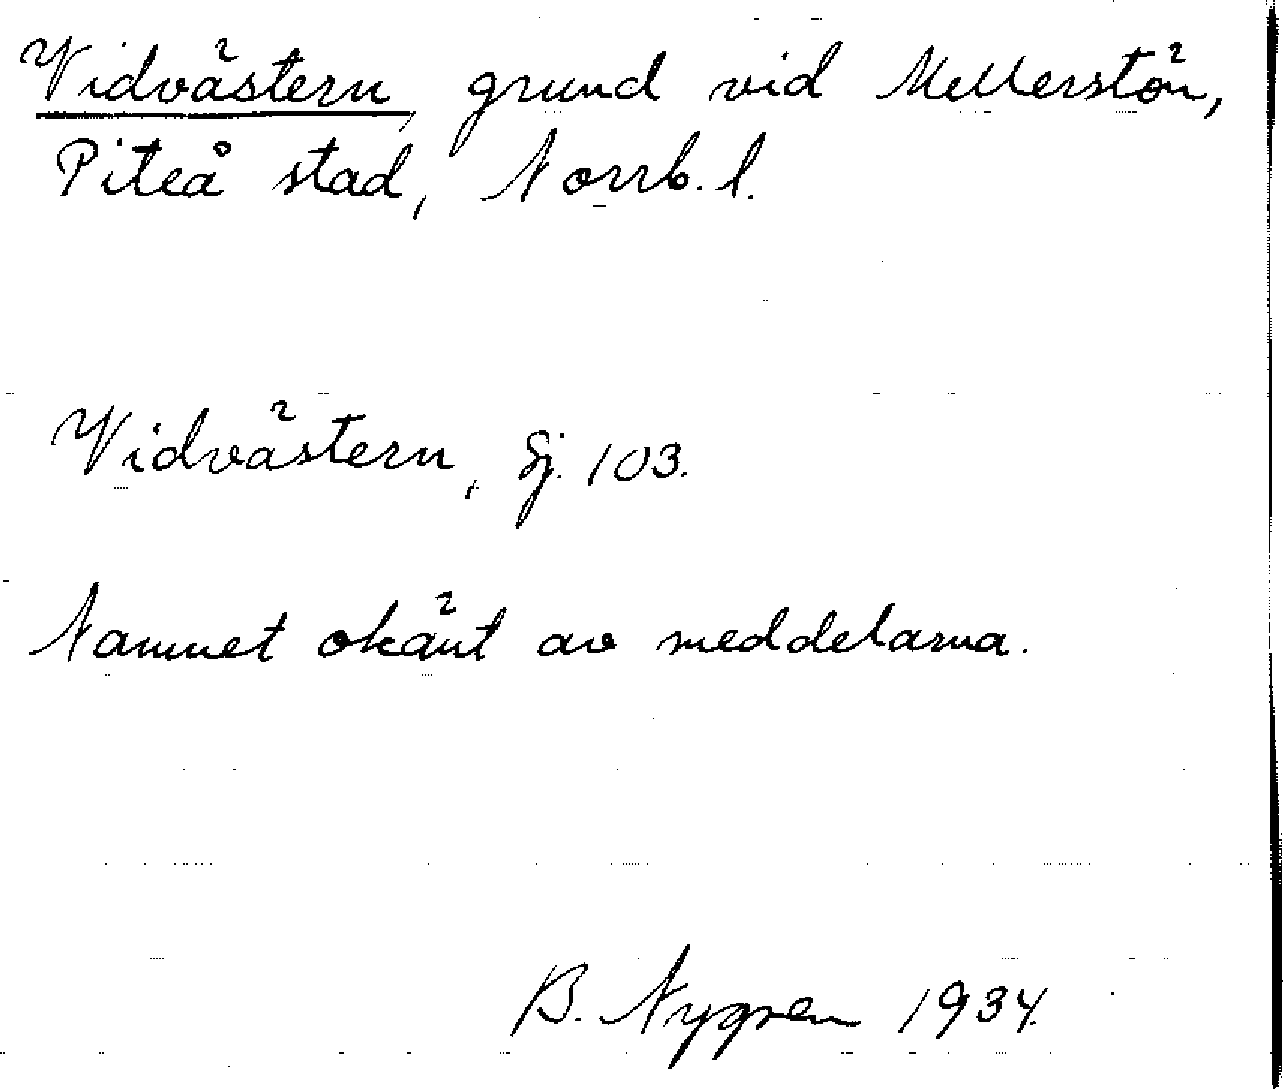 Vidvästern, grund vid Mellerstön,
Piteå stad, Norrb. l.
Vidvästern, Sj. 103.
Namnet okänt av meddelarna.
B. Nygren 1934.